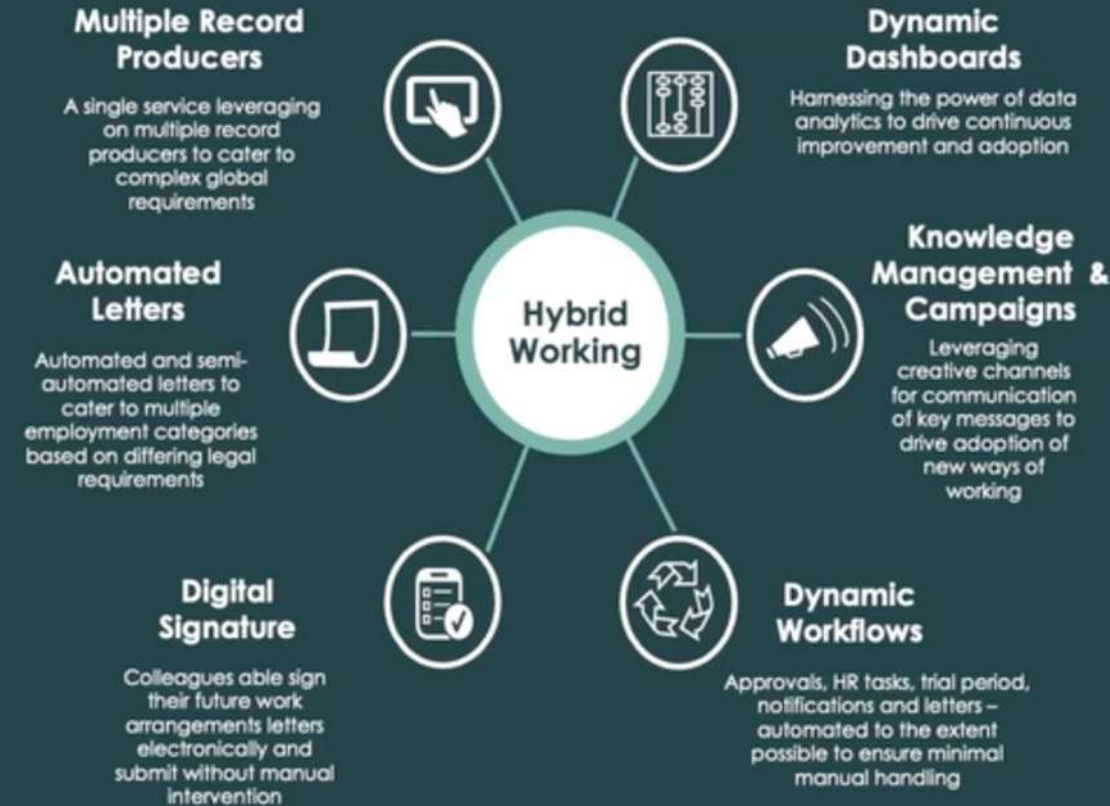 Multiple Record
Producers
A single service leveraging
on multiple record
producers to cater to
complex global
requirements
Dynamic
Dashboards
Harnessing the power of data
analytics to drive continuous
improvement and adoption
Automated
Letters
Automated and semi-
automated letters to
cater to multiple
employment categories
based on differing legal
requirements
Hybrid
Working
Knowledge
Management &
Campaigns
Leveraging
creative channels
for communication
of key messages to
drive adoption of
new ways of
working
Digital
Signature
Colleagues able sign
their future work
arrangements letters
electronically and
submit without manual
intervention
Dynamic
Workflows
Approvals, HR tasks, trial period,
notifications and letters –
automated to the extent
possible to ensure minimal
manual handling